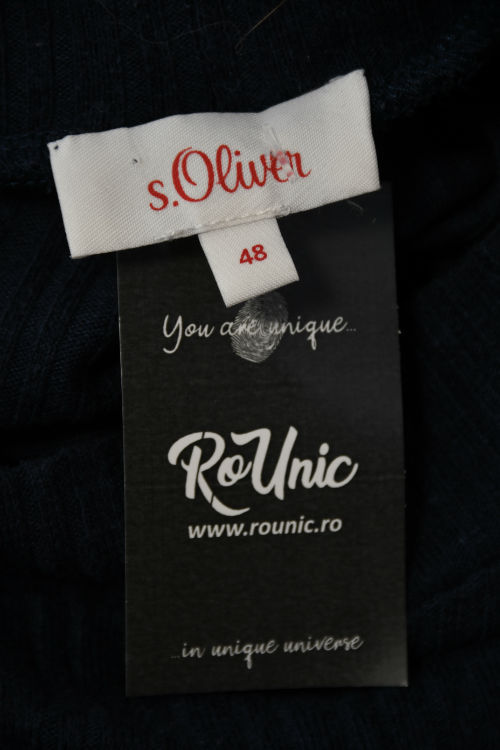 s.Oliver
48
You are unique...
RoUnic
www.rounic.ro
...in unique universe